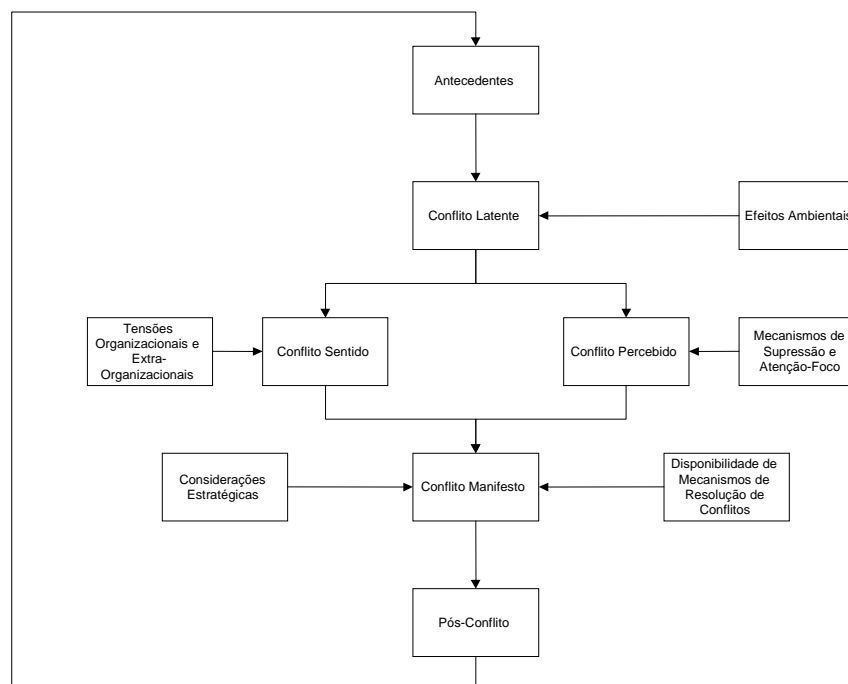 Antecedentes
Conflito Latente
Efeitos Ambientais
Tensões
Organizacionais e
Extra-
Organizacionais
Conflito Sentido
Conflito Percebido
Mecanismos de
Supressão e
Atenção-Foco
Considerações
Estratégicas
Conflito Manifesto
Disponibilidade de
Mecanismos de
Resolução de
Conflitos
Pós-Conflito